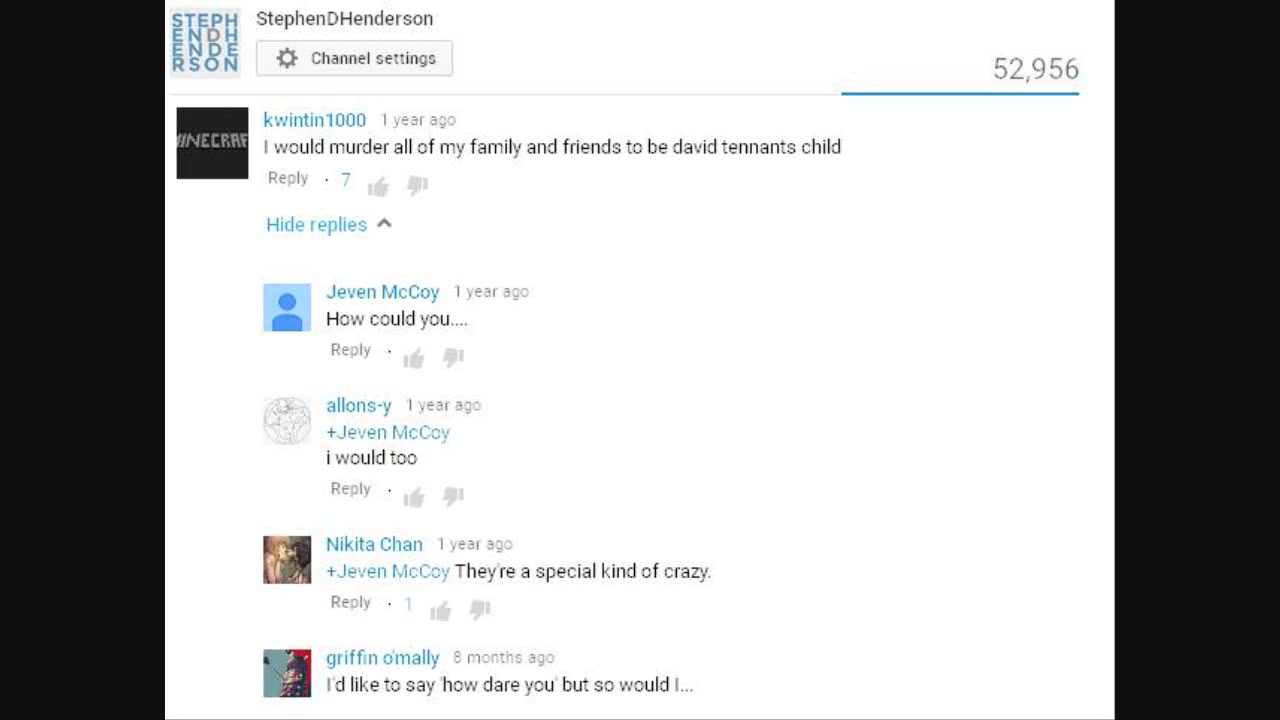 STEPH
ENDH
ENDE
RSON
StephenDHenderson
Channel settings
52,956
MINECRAF
kwintin1000 1 year ago
I would murder all of my family and friends to be david tennants child
Reply · 7
Hide replies
Jeven McCoy 1 year ago
How could you....
Reply ·
allons-y 1 year ago
+Jeven McCoy
i would too
Reply ·
Nikita Chan 1 year ago
+Jeven McCoy They're a special kind of crazy.
Reply · 1
griffin o'mally 8 months ago
I'd like to say 'how dare you' but so would I...